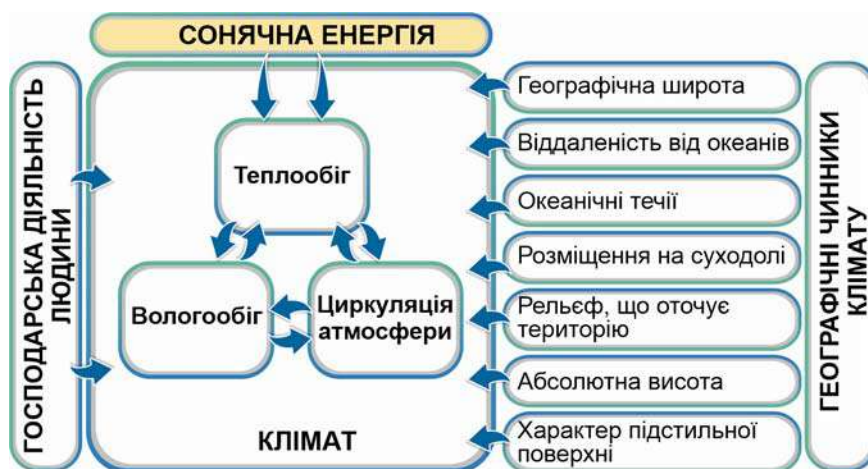 СОНЯЧНА ЕНЕРГІЯ
ГОСПОДАРСЬКА ДІЯЛЬНІСТЬ
ЛЮДИНИ
Теплообіг
Вологообіг
Циркуляція
атмосфери
КЛІМАТ
Географічна широта
Віддаленість від океанів
Океанічні течії
Розміщення на суходолі
Рельєф, що оточує
територію
Абсолютна висота
Характер підстильної
поверхні
ГЕОГРАФІЧНІ ЧИННИКИ
КЛІМАТУ